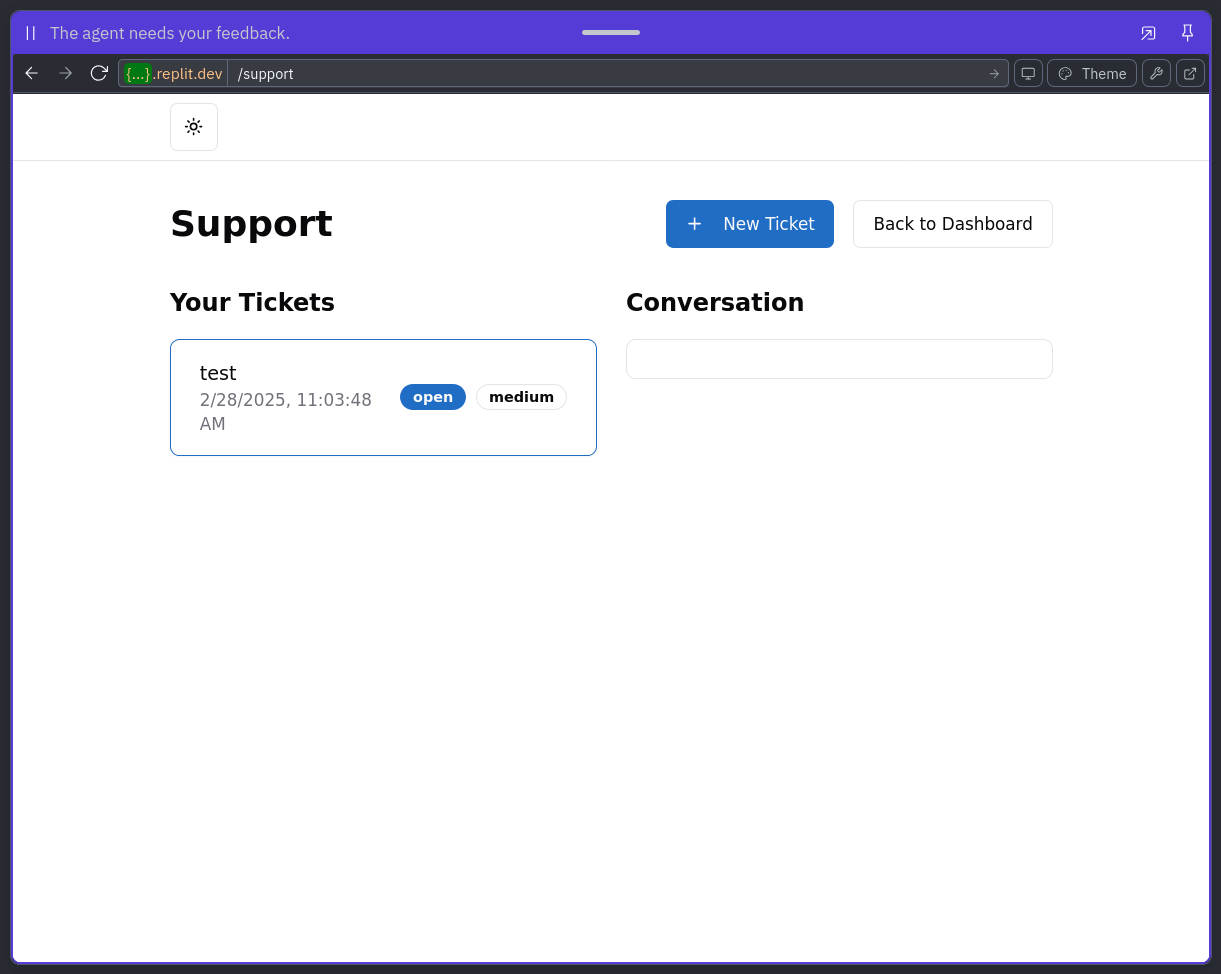 The agent needs your feedback.
{...}.replit.dev /support
Theme
Support
+ New Ticket
Back to Dashboard
Your Tickets
Conversation
test
2/28/2025, 11:03:48
AM
open
medium